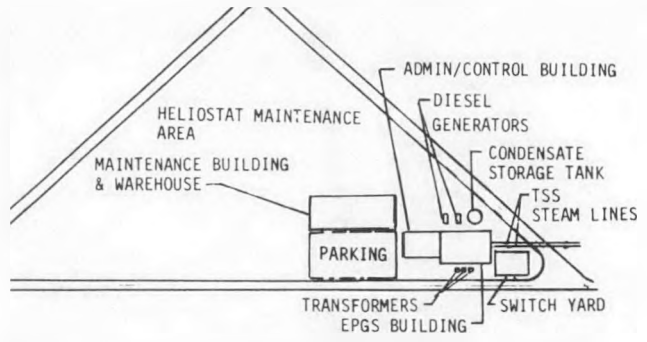 ADMIN/CONTROL BUILDING
HELIOSTAT MAINTENANCE
AREA
DIESEL
GENERATORS
MAINTENANCE BUILDING
& WAREHOUSE
CONDENSATE
STORAGE TANK
TSS
STEAM LINES
PARKING
TRANSFORMERS
EPGS BUILDING
SWITCH YARD